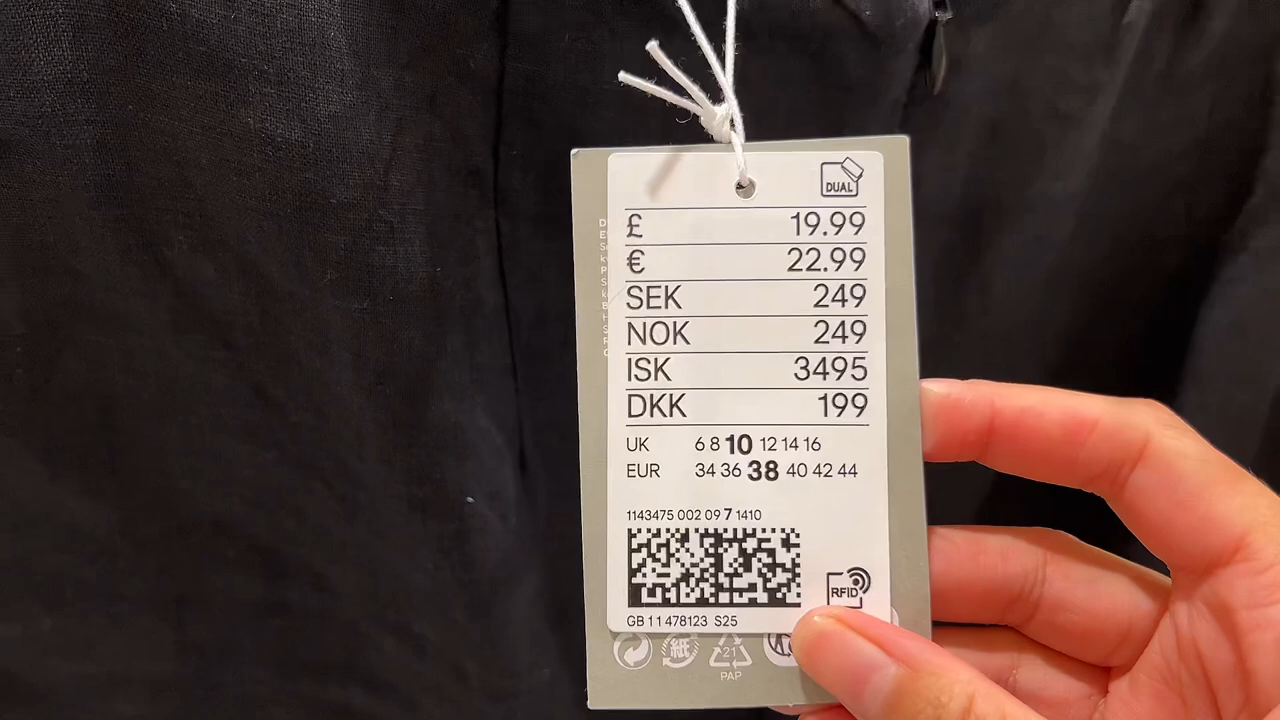 DUAL
£ 19.99
€ 22.99
SEK 249
NOK 249
ISK 3495
DKK 199
UK 6 8 10 12 14 16
EUR 34 36 38 40 42 44
1143475 002 09 7 1410
RFID
GB 11 478123 S25
紙
21
PAP